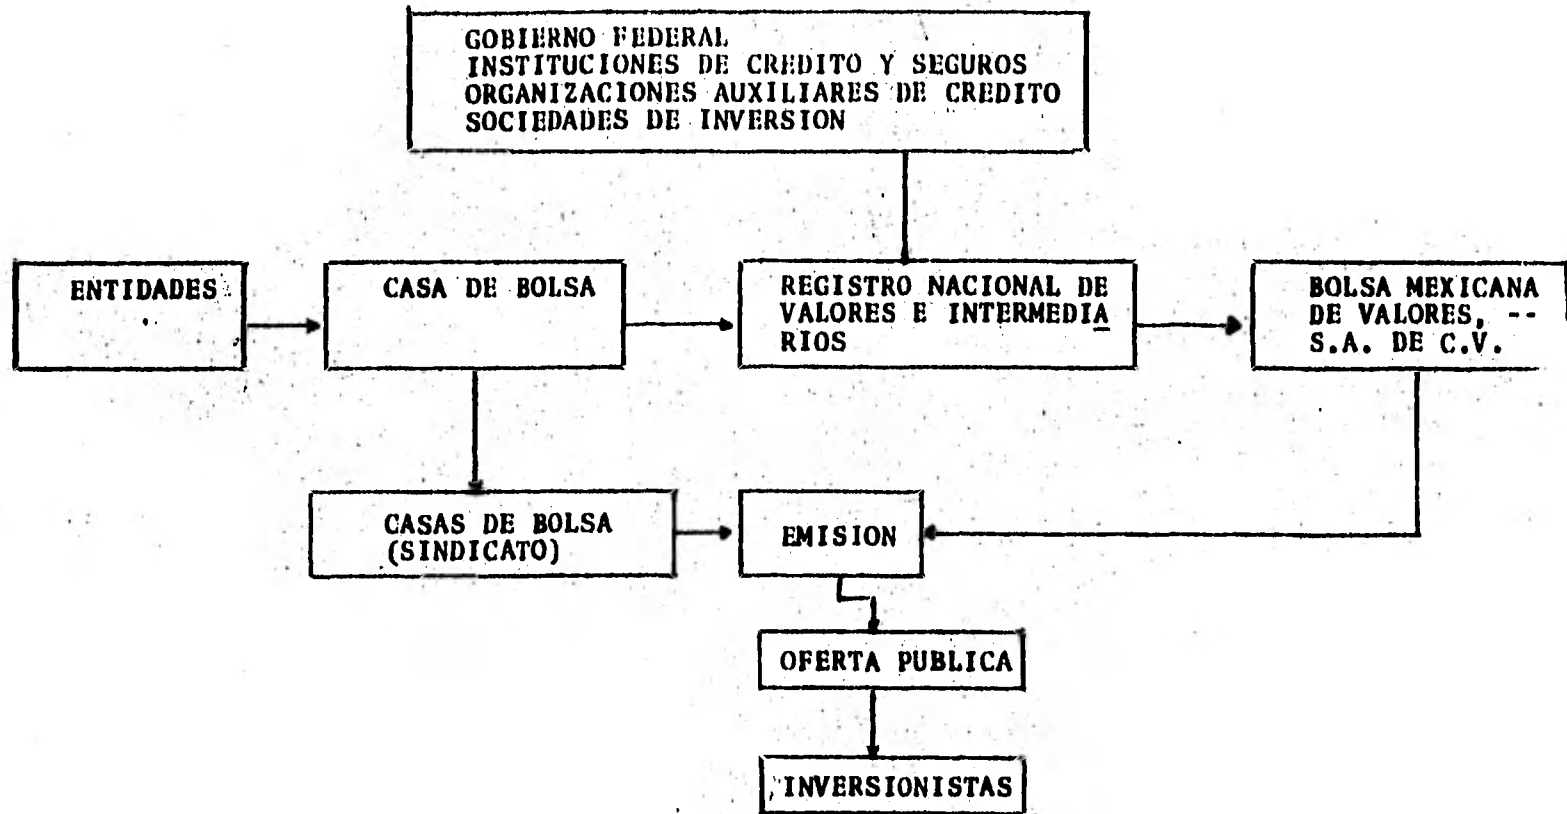 GOBIERNO FEDERAL
INSTITUCIONES DE CREDITO Y SEGUROS
ORGANIZACIONES AUXILIARES DE CREDITO
SOCIEDADES DE INVERSION
ENTIDADES
CASA DE BOLSA
REGISTRO NACIONAL DE
VALORES E INTERMEDIA
RIOS
BOLSA MEXICANA
DE VALORES, --
S.A. DE C.V.
CASAS DE BOLSA
(SINDICATO)
EMISION
OFERTA PUBLICA
INVERSIONISTAS